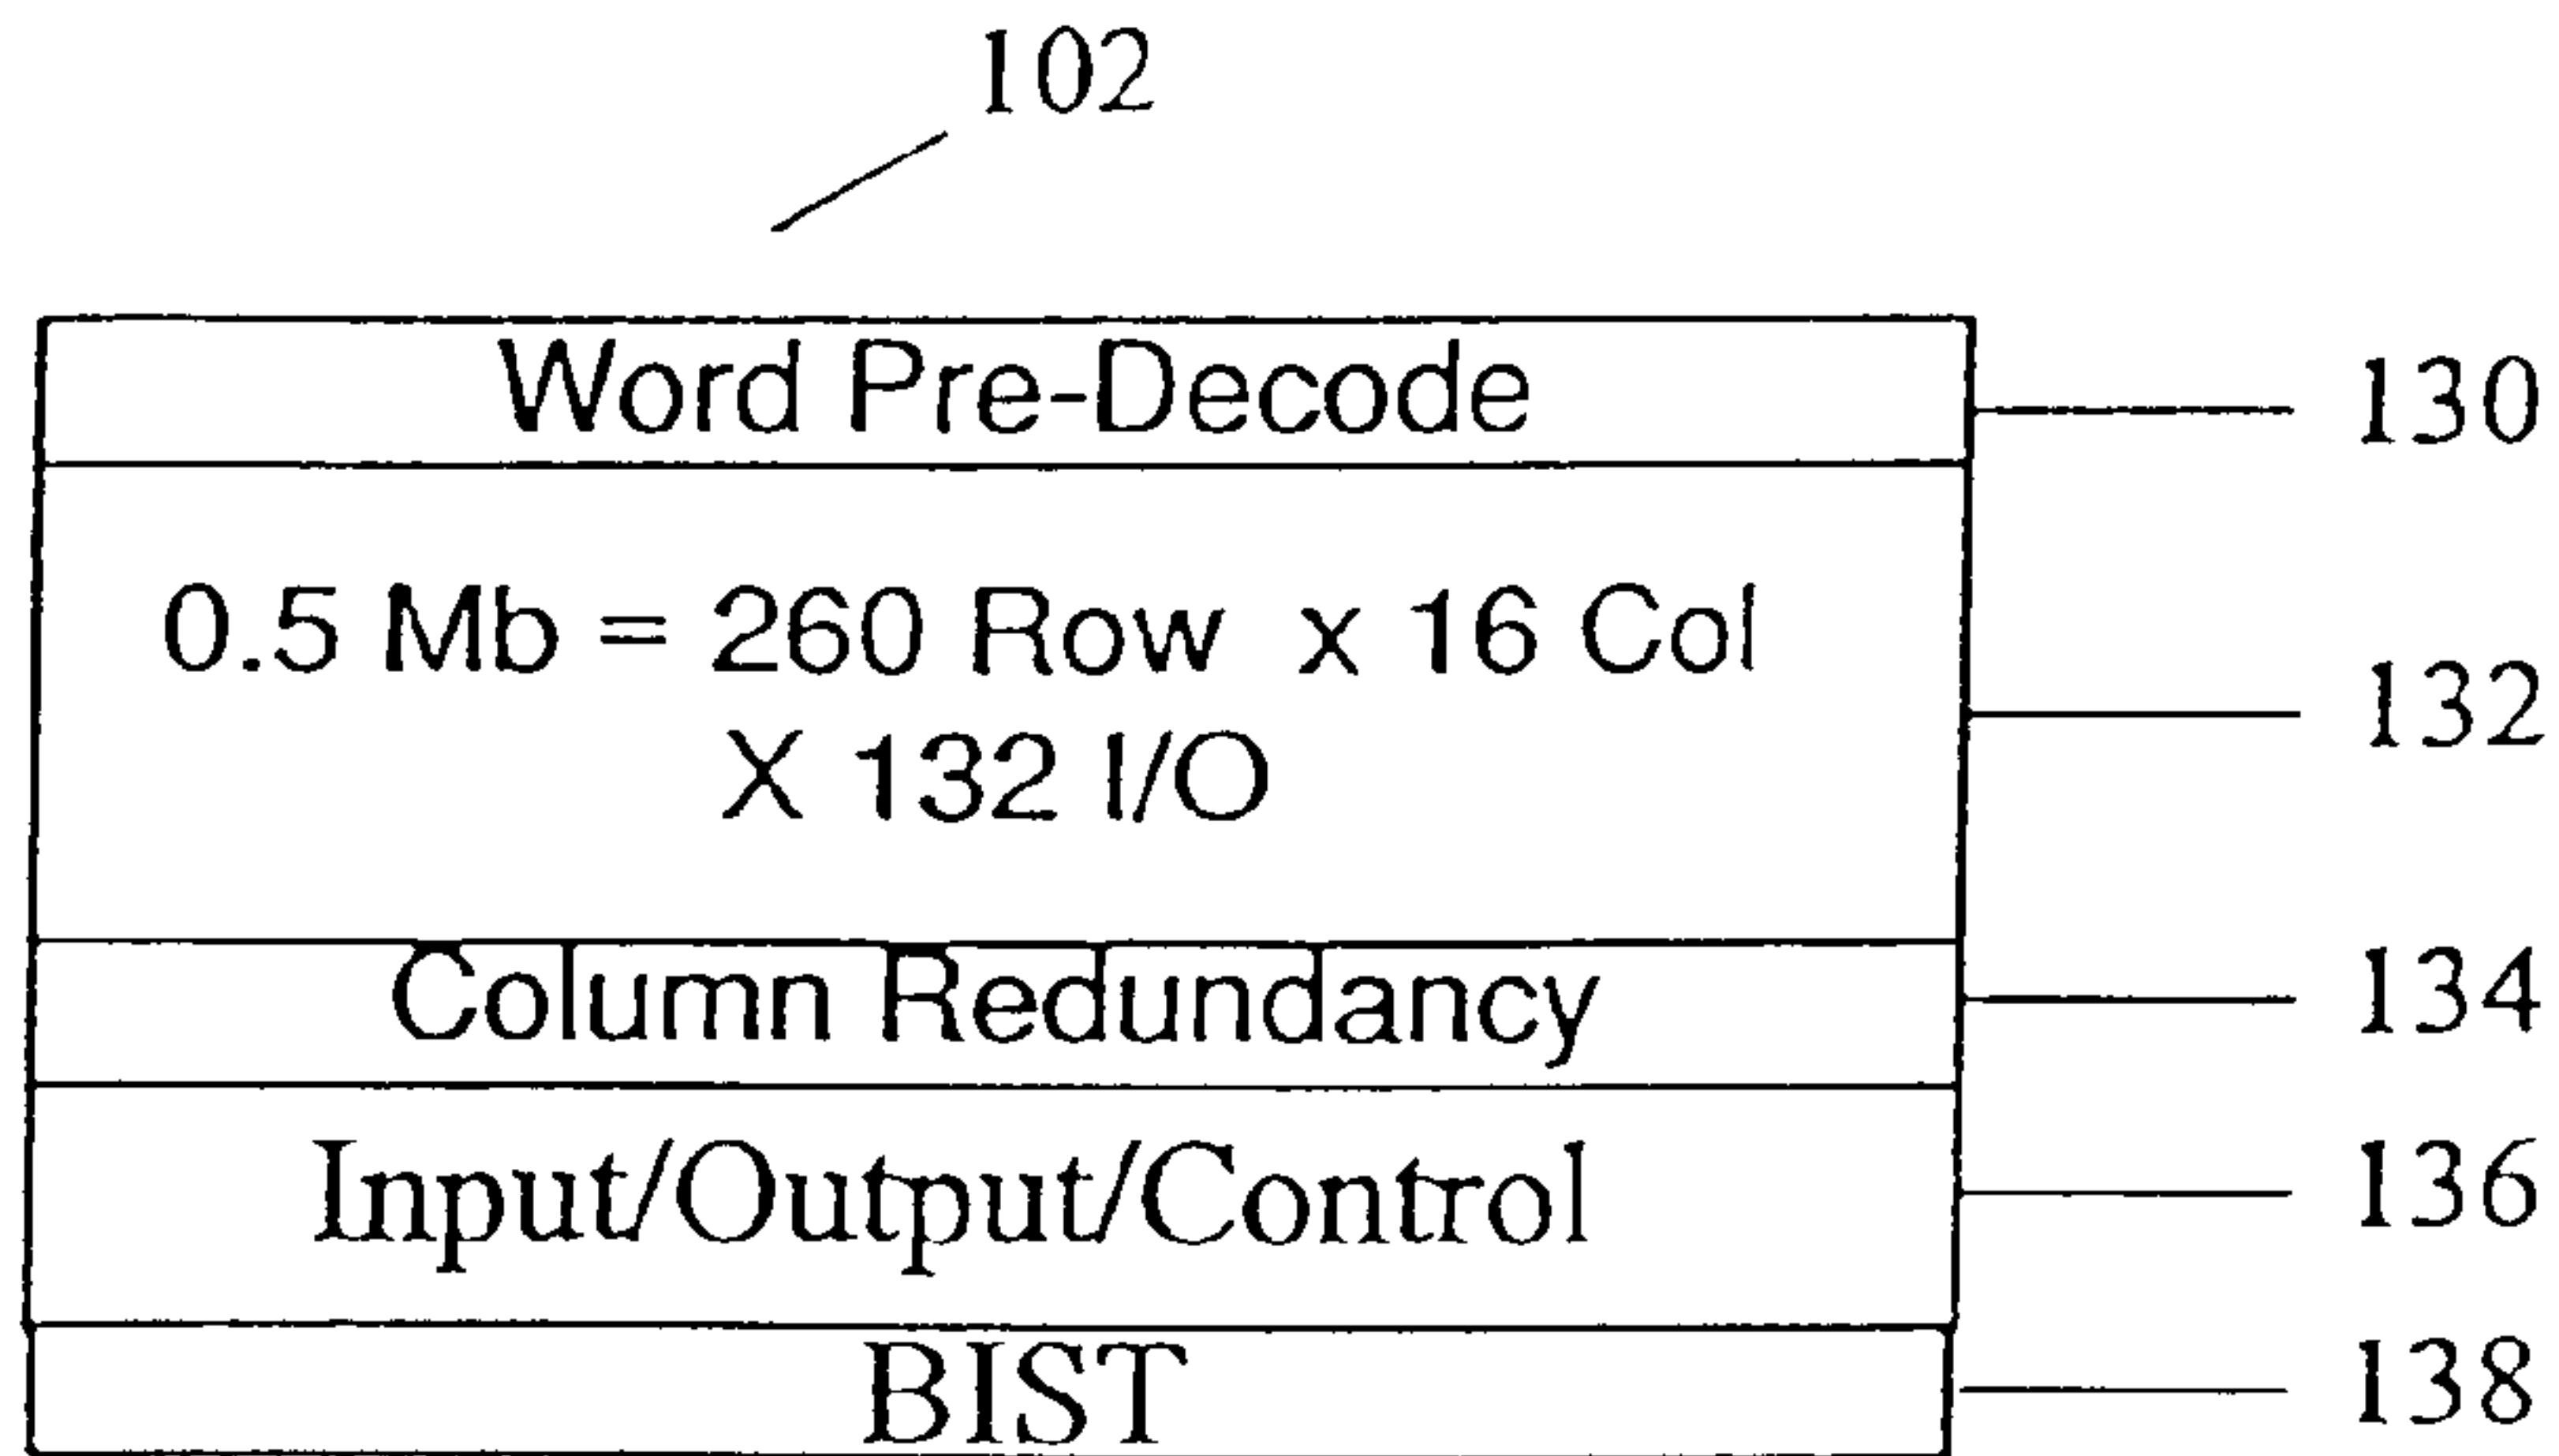 102
Word Pre-Decode
130
0.5 Mb = 260 Row x 16 Col
X 132 I/O
132
Column Redundancy
134
Input/Output/Control
136
BIST
138